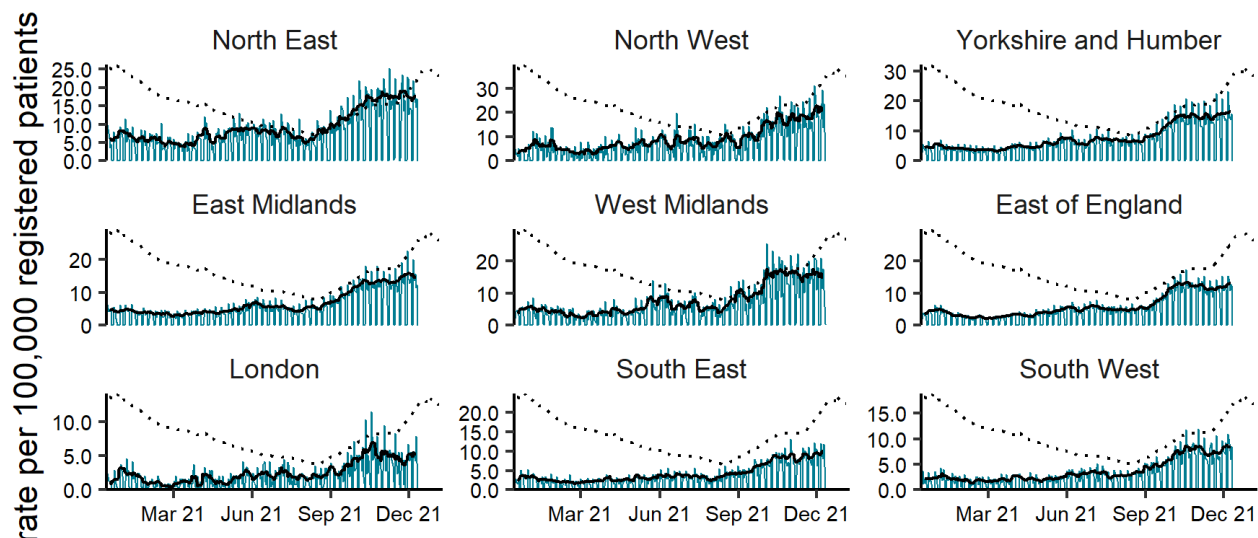 rate per 100,000 registered patients
North East
North West
Yorkshire and Humber
25.0
20.0
15.0
10.0
5.0
0.0
30
20
10
0
30
20
10
0
East Midlands
West Midlands
East of England
20
10
0
20
10
0
20
10
0
London
South East
South West
10.0
5.0
0.0
20.0
15.0
10.0
5.0
0.0
15.0
10.0
5.0
0.0
Mar 21 Jun 21 Sep 21 Dec 21
Mar 21 Jun 21 Sep 21 Dec 21
Mar 21 Jun 21 Sep 21 Dec 21